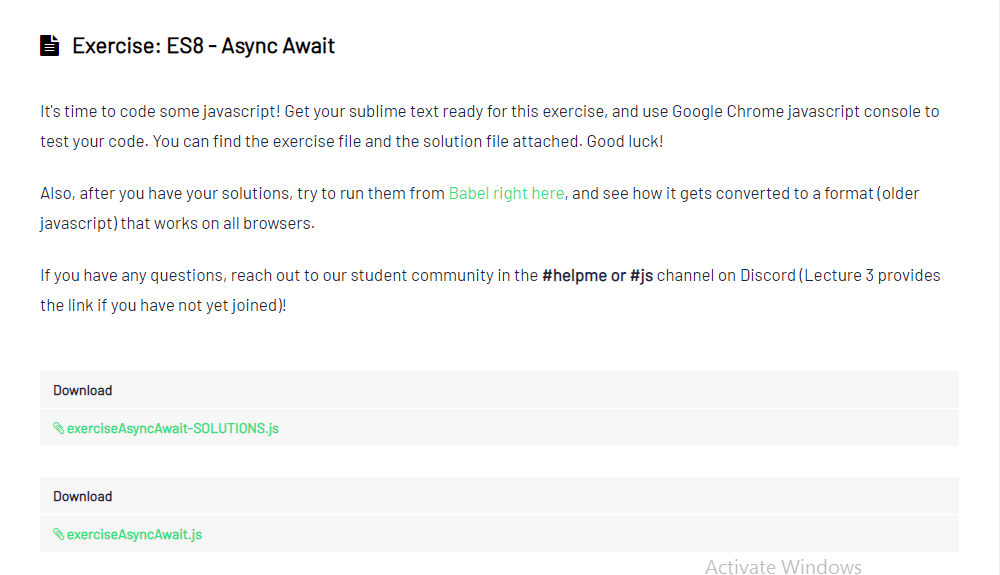 Exercise: ES8 - Async Await
It's time to code some javascript! Get your sublime text ready for this exercise, and use Google Chrome javascript console to
test your code. You can find the exercise file and the solution file attached. Good luck!
Also, after you have your solutions, try to run them from Babel right here, and see how it gets converted to a format (older
javascript) that works on all browsers.
If you have any questions, reach out to our student community in the #helpme or #js channel on Discord (Lecture 3 provides
the link if you have not yet joined)!
Download
exerciseAsyncAwait-SOLUTIONS.js
Download
exerciseAsyncAwait.js
Activate Windows